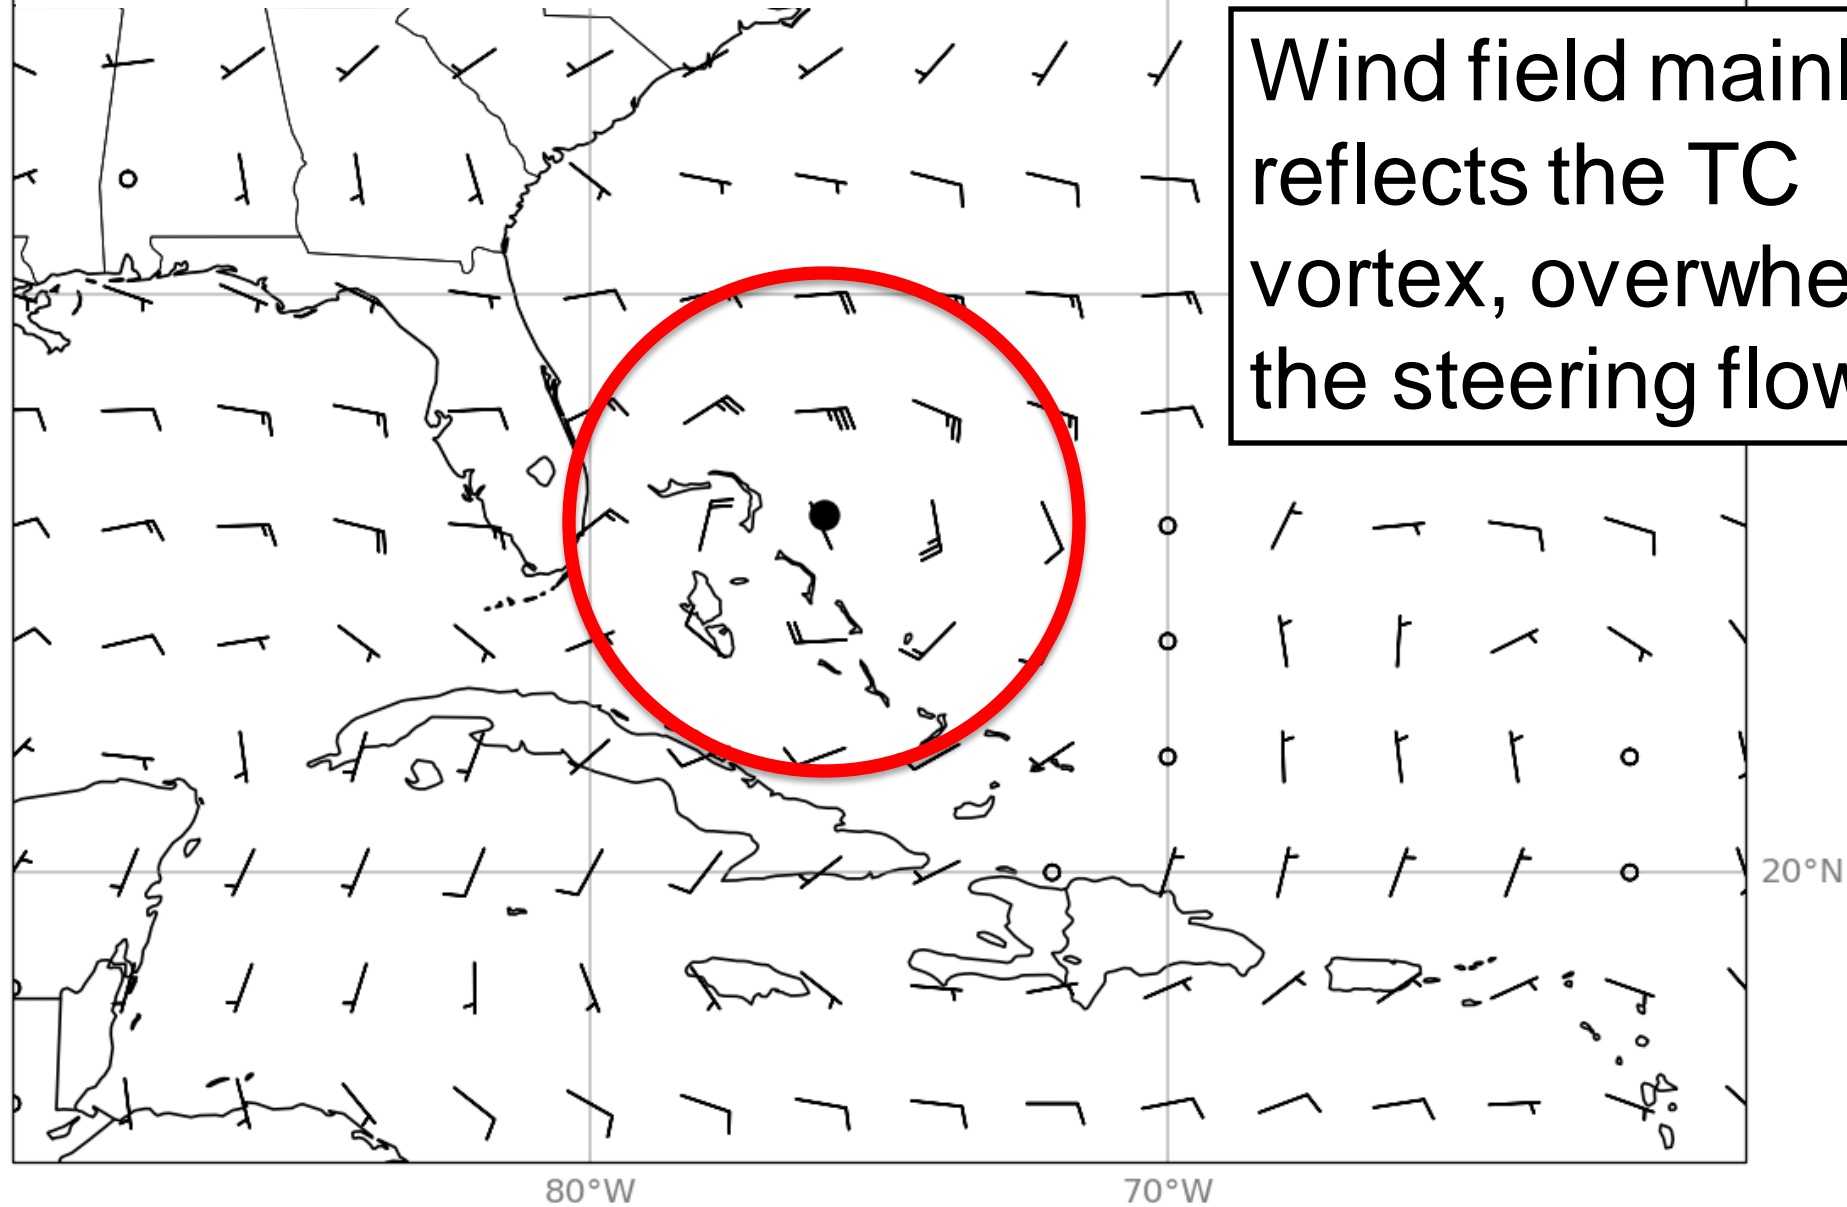 Wind field mainl
reflects the TC
vortex, overwhe
the steering flow
20°N
80°W 70°W